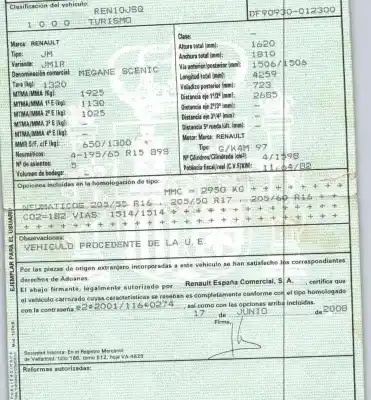 Clasificación del vehículo:
REN10J8Q
1 0 0 0 TURISMO
DF90930-012300
Marca: RENAULT
Tipo: JM
Variante: JM1R
Denominación comercial: MEGANE SCENIC
Tara (kg): 1320
MTMA/MMA (Kg): 1925
MTMA/MMA 1º E (kg): 1130
MTMA/MMA 2º E (kg): 1025
MTMA/MMA 3º E (kg):
MTMA/MMA 4º E (kg):
MMR S/F. c/F (kg): 650/1300
Neumáticos: 4-195/65 R15 89S
Nº de asientos: 5
Volumen de bodega:
Clase:
Altura total (mm): 1620
Anchura total (mm): 1810
Vía anterior/posterior (mm): 1506/1506
Longitud total (mm): 4259
Voladizo posterior (mm): 723
Distancia eje 1º/2º (mm): 2685
Distancia eje 2º/3º (mm):
Distancia eje 3º/4º (mm):
Distancia 5ª rueda/últ. (mm):
Motor: Marca: RENAULT
Tipo: G/K4M 97
Nº Cilindros/Cilindrada (cm³): 4/1598
Potencia fiscal/real (C.V.F/KW): 11.64/82
Opciones incluidas en la homologación de tipo:
MMC = 2950 KG + + + + + + +
NEUMATICOS 205/55 R16 . 205/50 R17 . 205/60 R16 + + +
CO2=182 VIAS: 1514/1514 + + + + + + + + + + + +
Observaciones:
VEHICULO PROCEDENTE DE LA U.E.
Por las piezas de origen extranjero incorporadas a este vehículo se han satisfecho los correspondientes
derechos de Aduanas.
El abajo firmante, legalmente autorizado por Renault España Comercial, S. A. , certifica que
el vehículo carrozado cuyas características se reseñan es completamente conforme con el tipo homologado
con la contraseña e2*2001/116*0274 , así como con las opciones arriba incluidas.
17 de JUNIO de 2008
Firma,
Sociedad Inscrita: En el Registro Mercantil
Reformas autorizadas:
EJEMPLAR PARA EL USUARIO